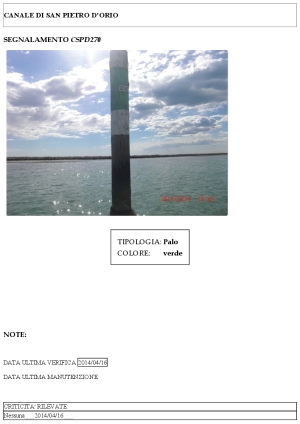 CANALE DI SAN PIETRO D'ORIO
SEGNALAMENTO CSPD270
TIPOLOGIA: Palo
COLORE: verde
NOTE:
DATA ULTIMA VERIFICA 2014/04/16
DATA ULTIMA MANUTENZIONE
CRITICITA' RILEVATE
Nessuna 2014/04/16